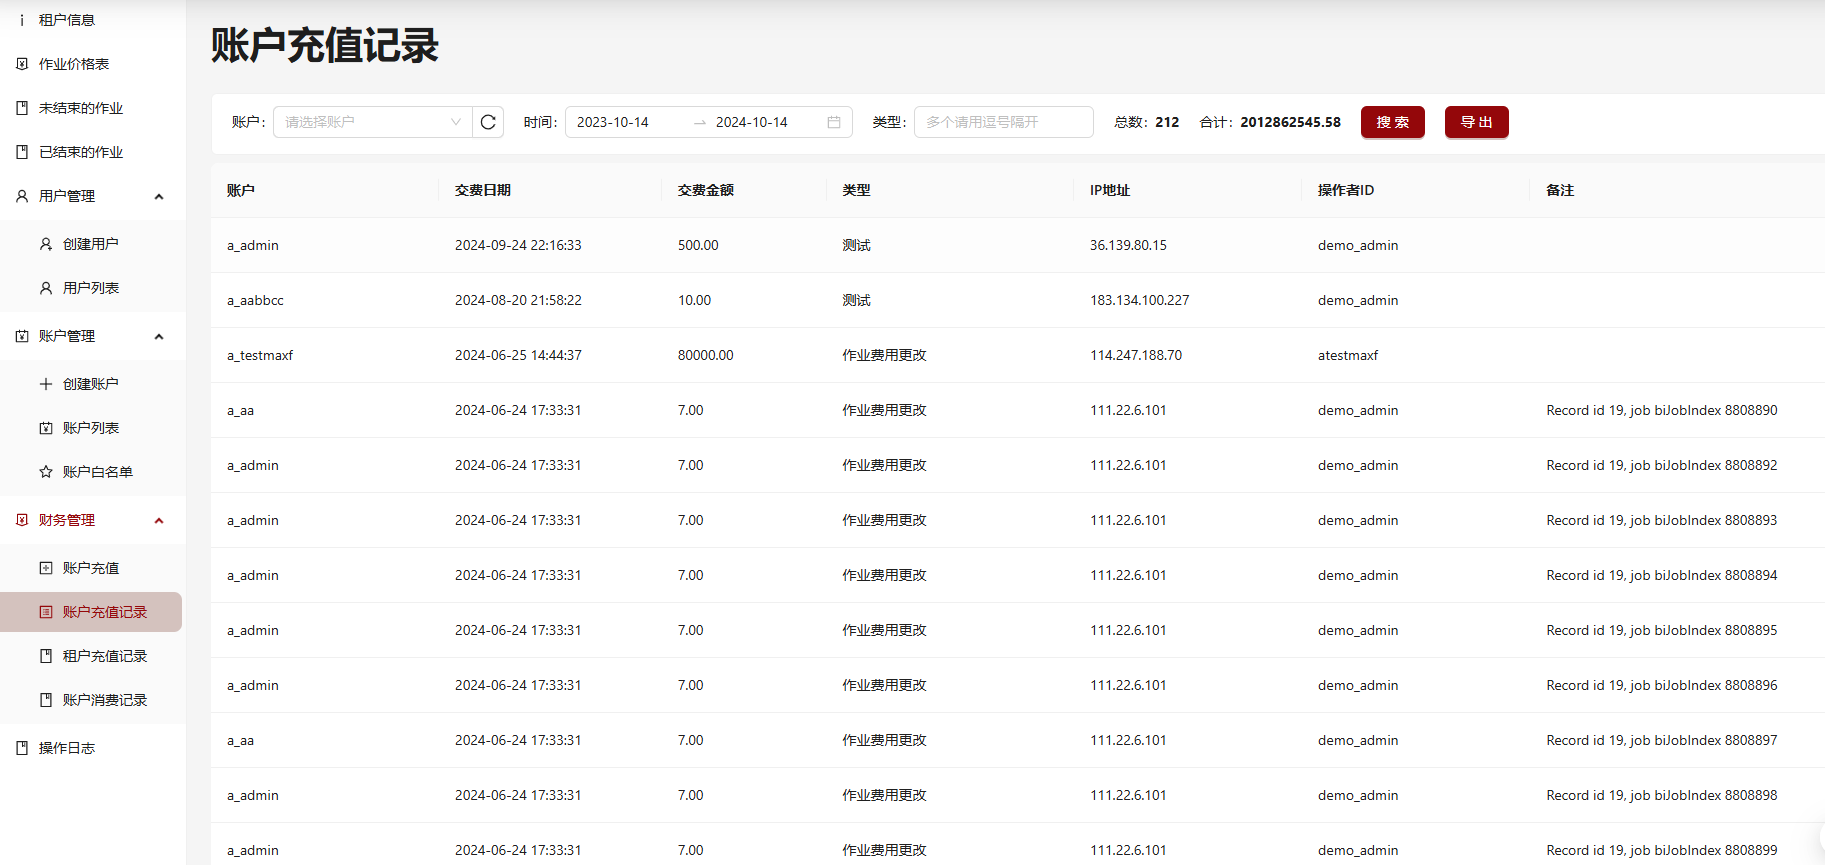 租户信息
作业价格表
未结束的作业
已结束的作业
用户管理
创建用户
用户列表
账户管理
创建账户
账户列表
账户白名单
财务管理
账户充值
账户充值记录
租户充值记录
账户消费记录
操作日志
账户充值记录
账户： 请选择账户 时间： 2023-10-14 → 2024-10-14 类型： 多个请用逗号隔开 总数：212 合计：2012862545.58 搜 索 导 出
账户 交费日期 交费金额 类型 IP地址 操作者ID 备注
a_admin 2024-09-24 22:16:33 500.00 测试 36.139.80.15 demo_admin
a_aabbcc 2024-08-20 21:58:22 10.00 测试 183.134.100.227 demo_admin
a_testmaxf 2024-06-25 14:44:37 80000.00 作业费用更改 114.247.188.70 atestmaxf
a_aa 2024-06-24 17:33:31 7.00 作业费用更改 111.22.6.101 demo_admin Record id 19, job biJobIndex 8808890
a_admin 2024-06-24 17:33:31 7.00 作业费用更改 111.22.6.101 demo_admin Record id 19, job biJobIndex 8808892
a_admin 2024-06-24 17:33:31 7.00 作业费用更改 111.22.6.101 demo_admin Record id 19, job biJobIndex 8808893
a_admin 2024-06-24 17:33:31 7.00 作业费用更改 111.22.6.101 demo_admin Record id 19, job biJobIndex 8808894
a_admin 2024-06-24 17:33:31 7.00 作业费用更改 111.22.6.101 demo_admin Record id 19, job biJobIndex 8808895
a_admin 2024-06-24 17:33:31 7.00 作业费用更改 111.22.6.101 demo_admin Record id 19, job biJobIndex 8808896
a_aa 2024-06-24 17:33:31 7.00 作业费用更改 111.22.6.101 demo_admin Record id 19, job biJobIndex 8808897
a_admin 2024-06-24 17:33:31 7.00 作业费用更改 111.22.6.101 demo_admin Record id 19, job biJobIndex 8808898
a_admin 2024-06-24 17:33:31 7.00 作业费用更改 111.22.6.101 demo_admin Record id 19, job biJobIndex 8808899